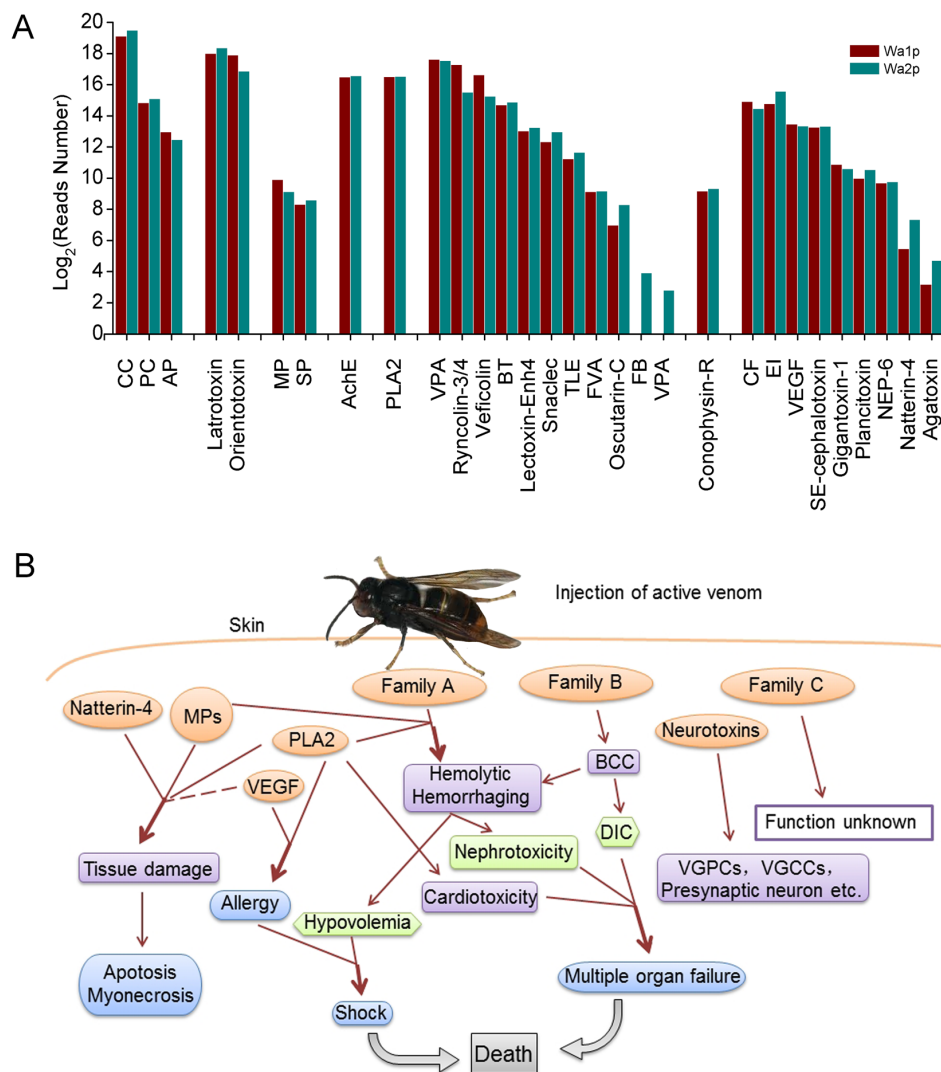 A
20
18
16
14
12
10
8
6
4
2
0
Log2(Reads Number)
Wa1p
Wa2p
CC
PC
AP
Latrotoxin
Orientotoxin
MP
SP
AchE
PLA2
VPA
Ryncolin-3/4
Veficolin
BT
Lectoxin-Enh4
Snaclec
TLE
FVA
Oscutarin-C
FB
VPA
Conophysin-R
CF
EI
VEGF
SE-cephalotoxin
Gigantoxin-1
Plancitoxin
NEP-6
Natterin-4
Agatoxin
B
Injection of active venom
Skin
Family A
Family B
Family C
Natterin-4
MPs
Neurotoxins
PLA2
BCC
Hemolytic
Hemorrhaging
VEGF
DIC
Function unknown
Nephrotoxicity
Tissue damage
VGPCs, VGCCs,
Presynaptic neuron etc.
Cardiotoxicity
Allergy
Hypovolemia
Apotosis
Myonecrosis
Multiple organ failure
Shock
Death